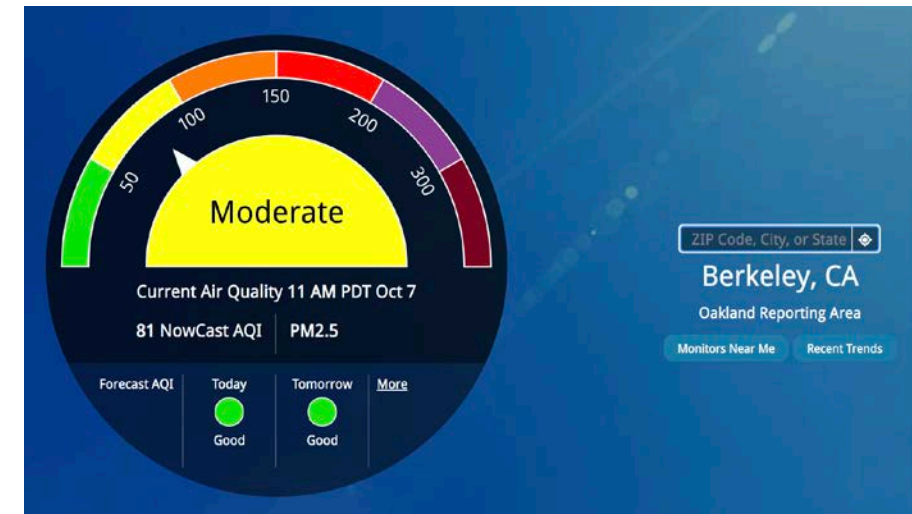 50
100
150
200
300
Moderate
Current Air Quality 11 AM PDT Oct 7
81 NowCast AQI PM2.5
Forecast AQI Today Tomorrow More
Good Good
ZIP Code, City, or State
Berkeley, CA
Oakland Reporting Area
Monitors Near Me Recent Trends